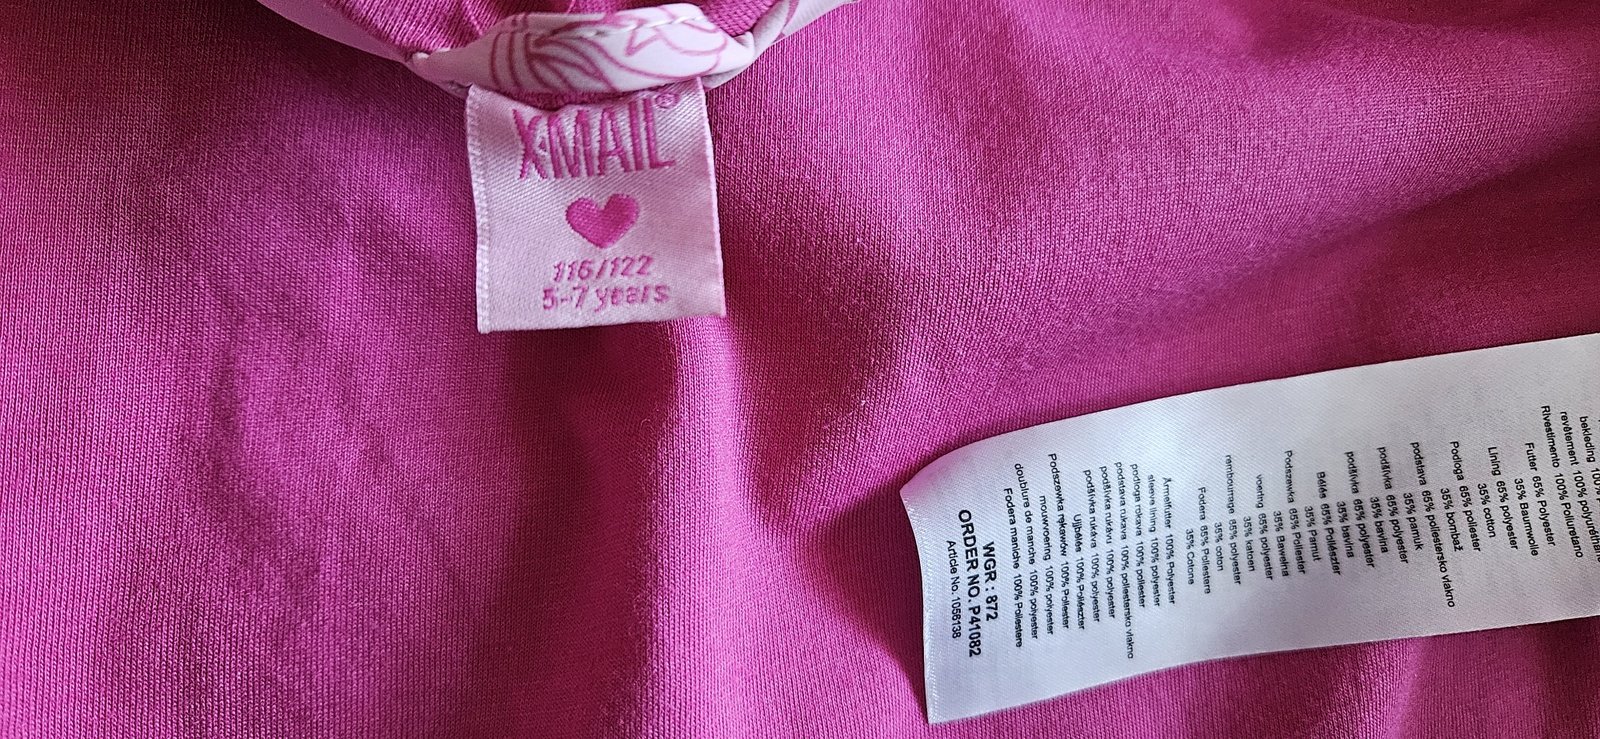 X-MAIL®
116/122
5-7 years
bekleding 100%
revêtement 100% polyuréthane
Rivestimento 100% Poliuretano
Futter 65% Polyester
35% Baumwolle
Lining 65% polyester
35% cotton
Podloga 65% poliester
35% bombaž
podstava 65% poliestersko vlakno
35% pamuk
podšívka 65% polyester
35% bavlna
podšívka 65% polyester
35% bavlna
Bélés 65% Poliészter
35% Pamut
Podszewka 65% Poliester
35% Bawełna
voering 65% polyester
35% katoen
rembourrage 65% polyester
35% coton
Fodera 65% Poliestere
35% Cotone
Ärmelfutter 100% Polyester
sleeve lining 100% polyester
podloga rokava 100% poliester
podstava rukava 100% poliestersko vlakno
podšívka rukávu 100% polyester
podšívka rukáva 100% polyester
Ujjbélés 100% Poliészter
Podszewka rękawów 100% Poliester
mouwvoering 100% polyester
doublure de manche 100% polyester
Fodera maniche 100% Poliestere
WGR : 872
ORDER NO. P41082
Article No. 1056138